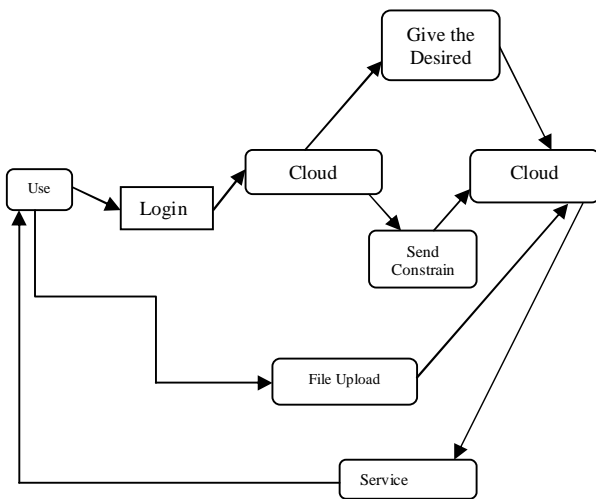 Give the
Desired
Cloud
Cloud
Use
Login
Send
Constrain
File Upload
Service